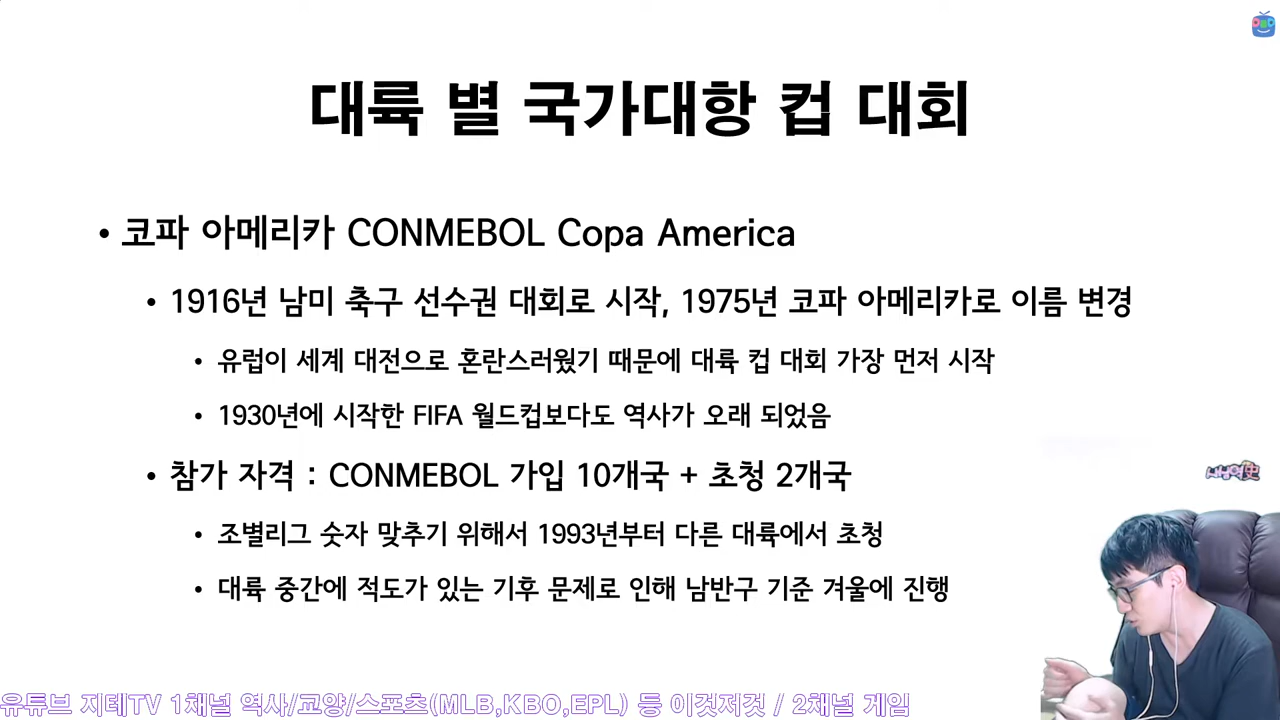 대륙 별 국가대항 컵 대회
• 코파 아메리카 CONMEBOL Copa America
• 1916년 남미 축구 선수권 대회로 시작, 1975년 코파 아메리카로 이름 변경
• 유럽이 세계 대전으로 혼란스러웠기 때문에 대륙 컵 대회 가장 먼저 시작
• 1930년에 시작한 FIFA 월드컵보다도 역사가 오래 되었음
• 참가 자격 : CONMEBOL 가입 10개국 + 초청 2개국
• 조별리그 숫자 맞추기 위해서 1993년부터 다른 대륙에서 초청
• 대륙 중간에 적도가 있는 기후 문제로 인해 남반구 기준 겨울에 진행
유튜브 지테TV 1채널 역사/교양/스포츠(MLB,KBO,EPL) 등 이것저것 / 2채널 게임